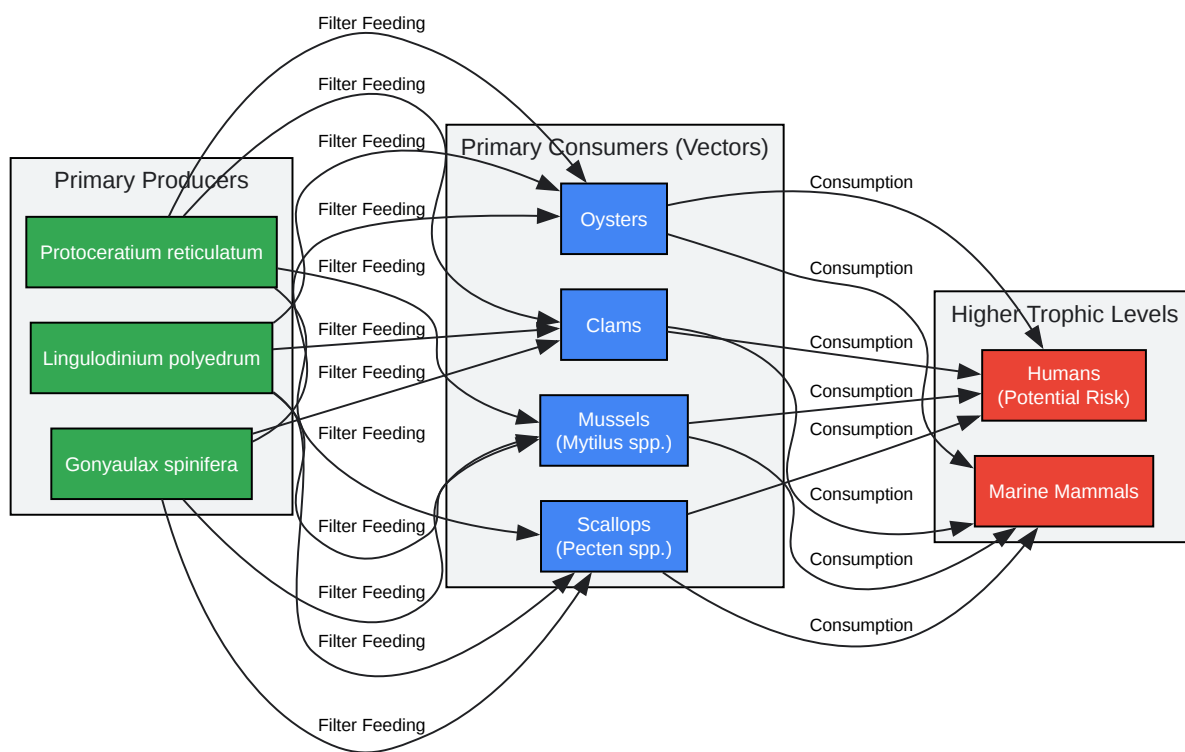 Filter Feeding
Filter Feeding
Filter Feeding
Primary Producers
Primary Consumers (Vectors)
Protoceratium reticulatum
Filter Feeding
Oysters
Consumption
Filter Feeding
Consumption
Lingulodinium polyedrum
Filter Feeding
Clams
Higher Trophic Levels
Consumption
Filter Feeding
Humans
(Potential Risk)
Consumption
Gonyaulax spinifera
Filter Feeding
Mussels
(Mytilus spp.)
Consumption
Marine Mammals
Filter Feeding
Scallops
(Pecten spp.)
Consumption
Consumption
Filter Feeding
Filter Feeding
Consumption
Filter Feeding